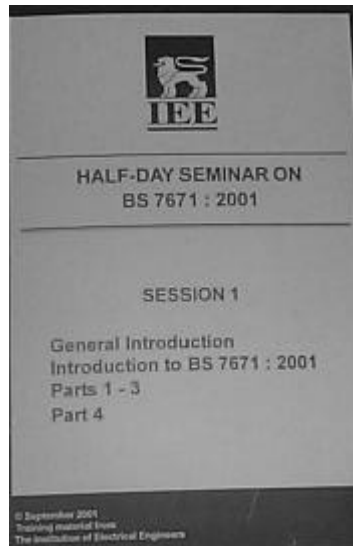 IEE
HALF-DAY SEMINAR ON
BS 7671 : 2001
SESSION 1
General Introduction
Introduction to BS 7671 : 2001
Parts 1 - 3
Part 4
© September 2001
Training material from
The Institution of Electrical Engineers